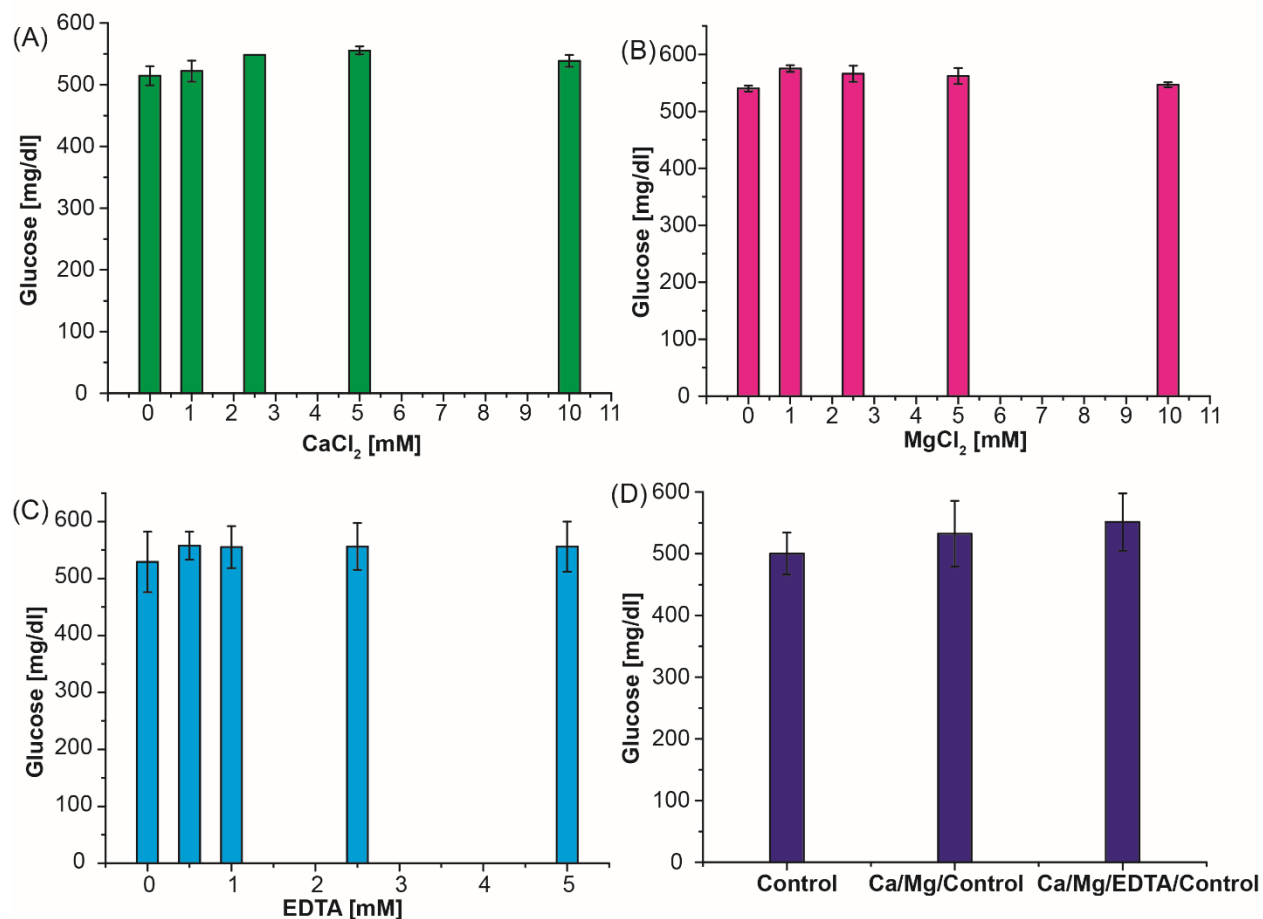 (A)
600
500
400
300
200
100
0
Glucose [mg/dl]
0 1 2 3 4 5 6 7 8 9 10 11
CaCl₂ [mM]
(B)
600
500
400
300
200
100
0
Glucose [mg/dl]
0 1 2 3 4 5 6 7 8 9 10 11
MgCl₂ [mM]
(C)
600
500
400
300
200
100
0
Glucose [mg/dl]
0 1 2 3 4 5
EDTA [mM]
(D)
600
500
400
300
200
100
0
Glucose [mg/dl]
Control Ca/Mg/Control Ca/Mg/EDTA/Control